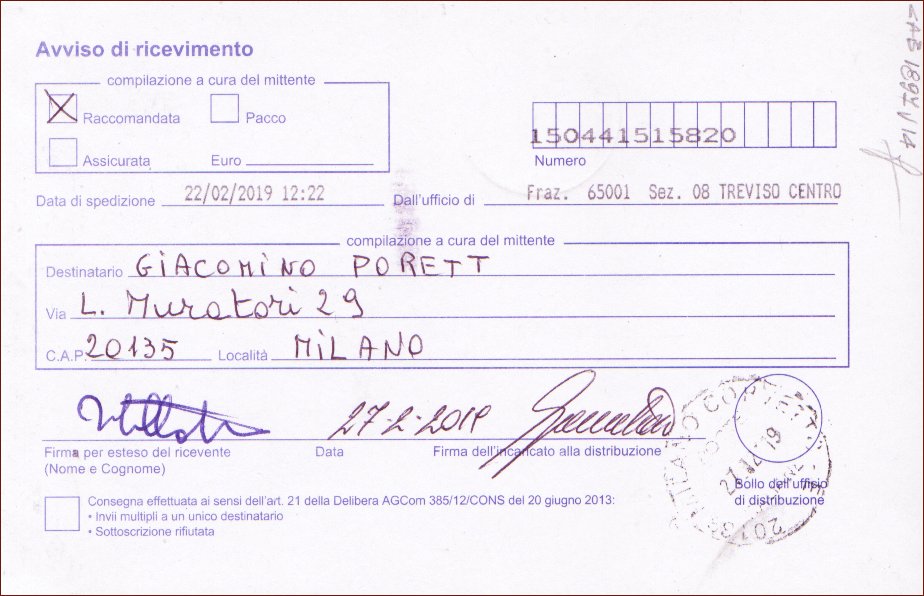 Avviso di ricevimento
compilazione a cura del mittente
Raccomandata Pacco
Assicurata Euro
150441515820
Numero
Data di spedizione 22/02/2019 12:22 Dall'ufficio di Fraz. 65001 Sez. 08 TREVISO CENTRO
compilazione a cura del mittente
Destinatario GIACOMINO PORETT
Via L. Muratori 29
C.A.P. 20135 Località MILANO
27-2-2019
Firma per esteso del ricevente Data Firma dell'incaricato alla distribuzione
(Nome e Cognome)
Bollo dell'ufficio
di distribuzione
Consegna effettuata ai sensi dell'art. 21 della Delibera AGCom 385/12/CONS del 20 giugno 2013:
• Invii multipli a un unico destinatario
• Sottoscrizione rifiutata